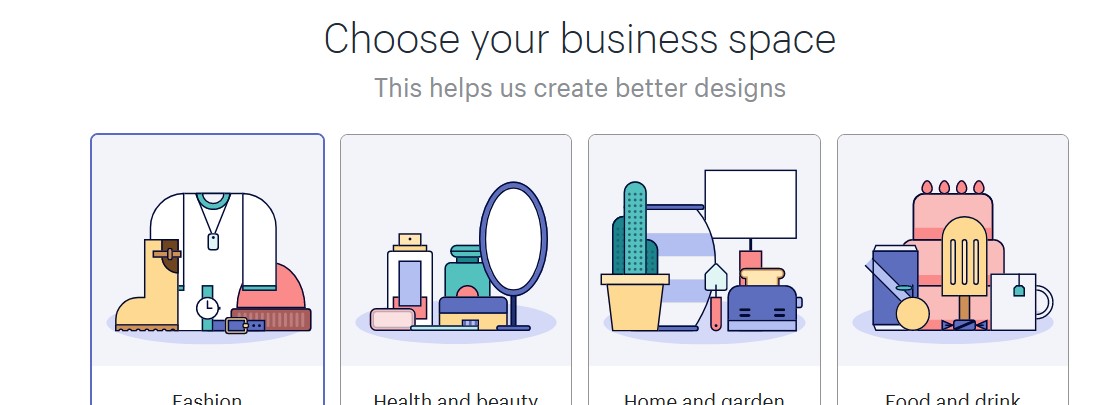 Choose your business space
This helps us create better designs
Fashion
Health and beauty
Home and garden
Food and drink